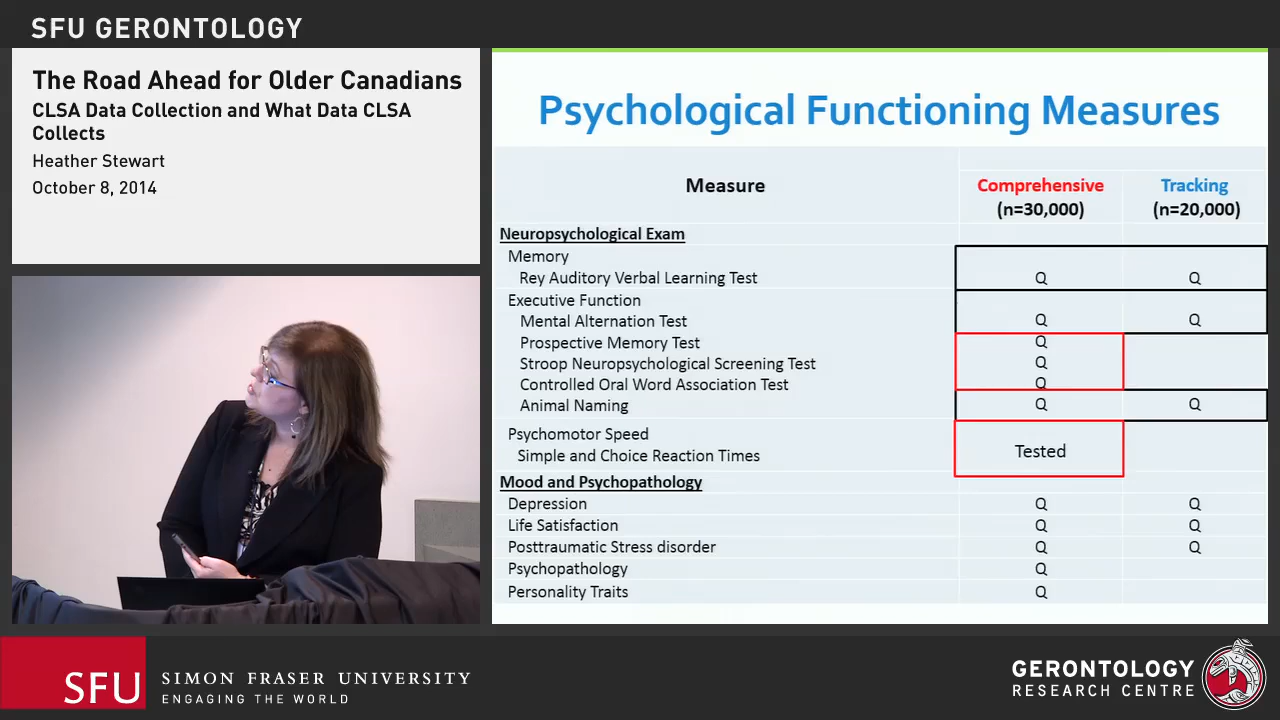 SFU GERONTOLOGY
The Road Ahead for Older Canadians
CLSA Data Collection and What Data CLSA
Collects
Heather Stewart
October 8, 2014
Psychological Functioning Measures
Measure
Comprehensive
(n=30,000)
Tracking
(n=20,000)
Neuropsychological Exam
Memory
Rey Auditory Verbal Learning Test Q Q
Executive Function
Mental Alternation Test Q Q
Prospective Memory Test Q
Stroop Neuropsychological Screening Test Q
Controlled Oral Word Association Test Q
Animal Naming Q Q
Psychomotor Speed
Simple and Choice Reaction Times Tested
Mood and Psychopathology
Depression Q Q
Life Satisfaction Q Q
Posttraumatic Stress disorder Q Q
Psychopathology Q
Personality Traits Q
SFU
SIMON FRASER UNIVERSITY
ENGAGING THE WORLD
GERONTOLOGY
RESEARCH CENTRE